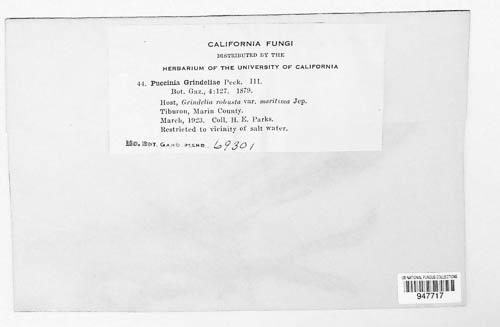 CALIFORNIA FUNGI
DISTRIBUTED BY THE
HERBARIUM OF THE UNIVERSITY OF CALIFORNIA
44. Puccinia Grindeliae Peck. III.
Bot. Gaz., 4:127. 1879.
Host, Grindelia robusta var. maritima Jep.
Tiburon, Marin County.
March, 1923. Coll. H. E. Parks.
Restricted to vicinity of salt water.
MO. BOT. GARD. HERB. 69301
US NATIONAL FUNGUS COLLECTIONS
947717